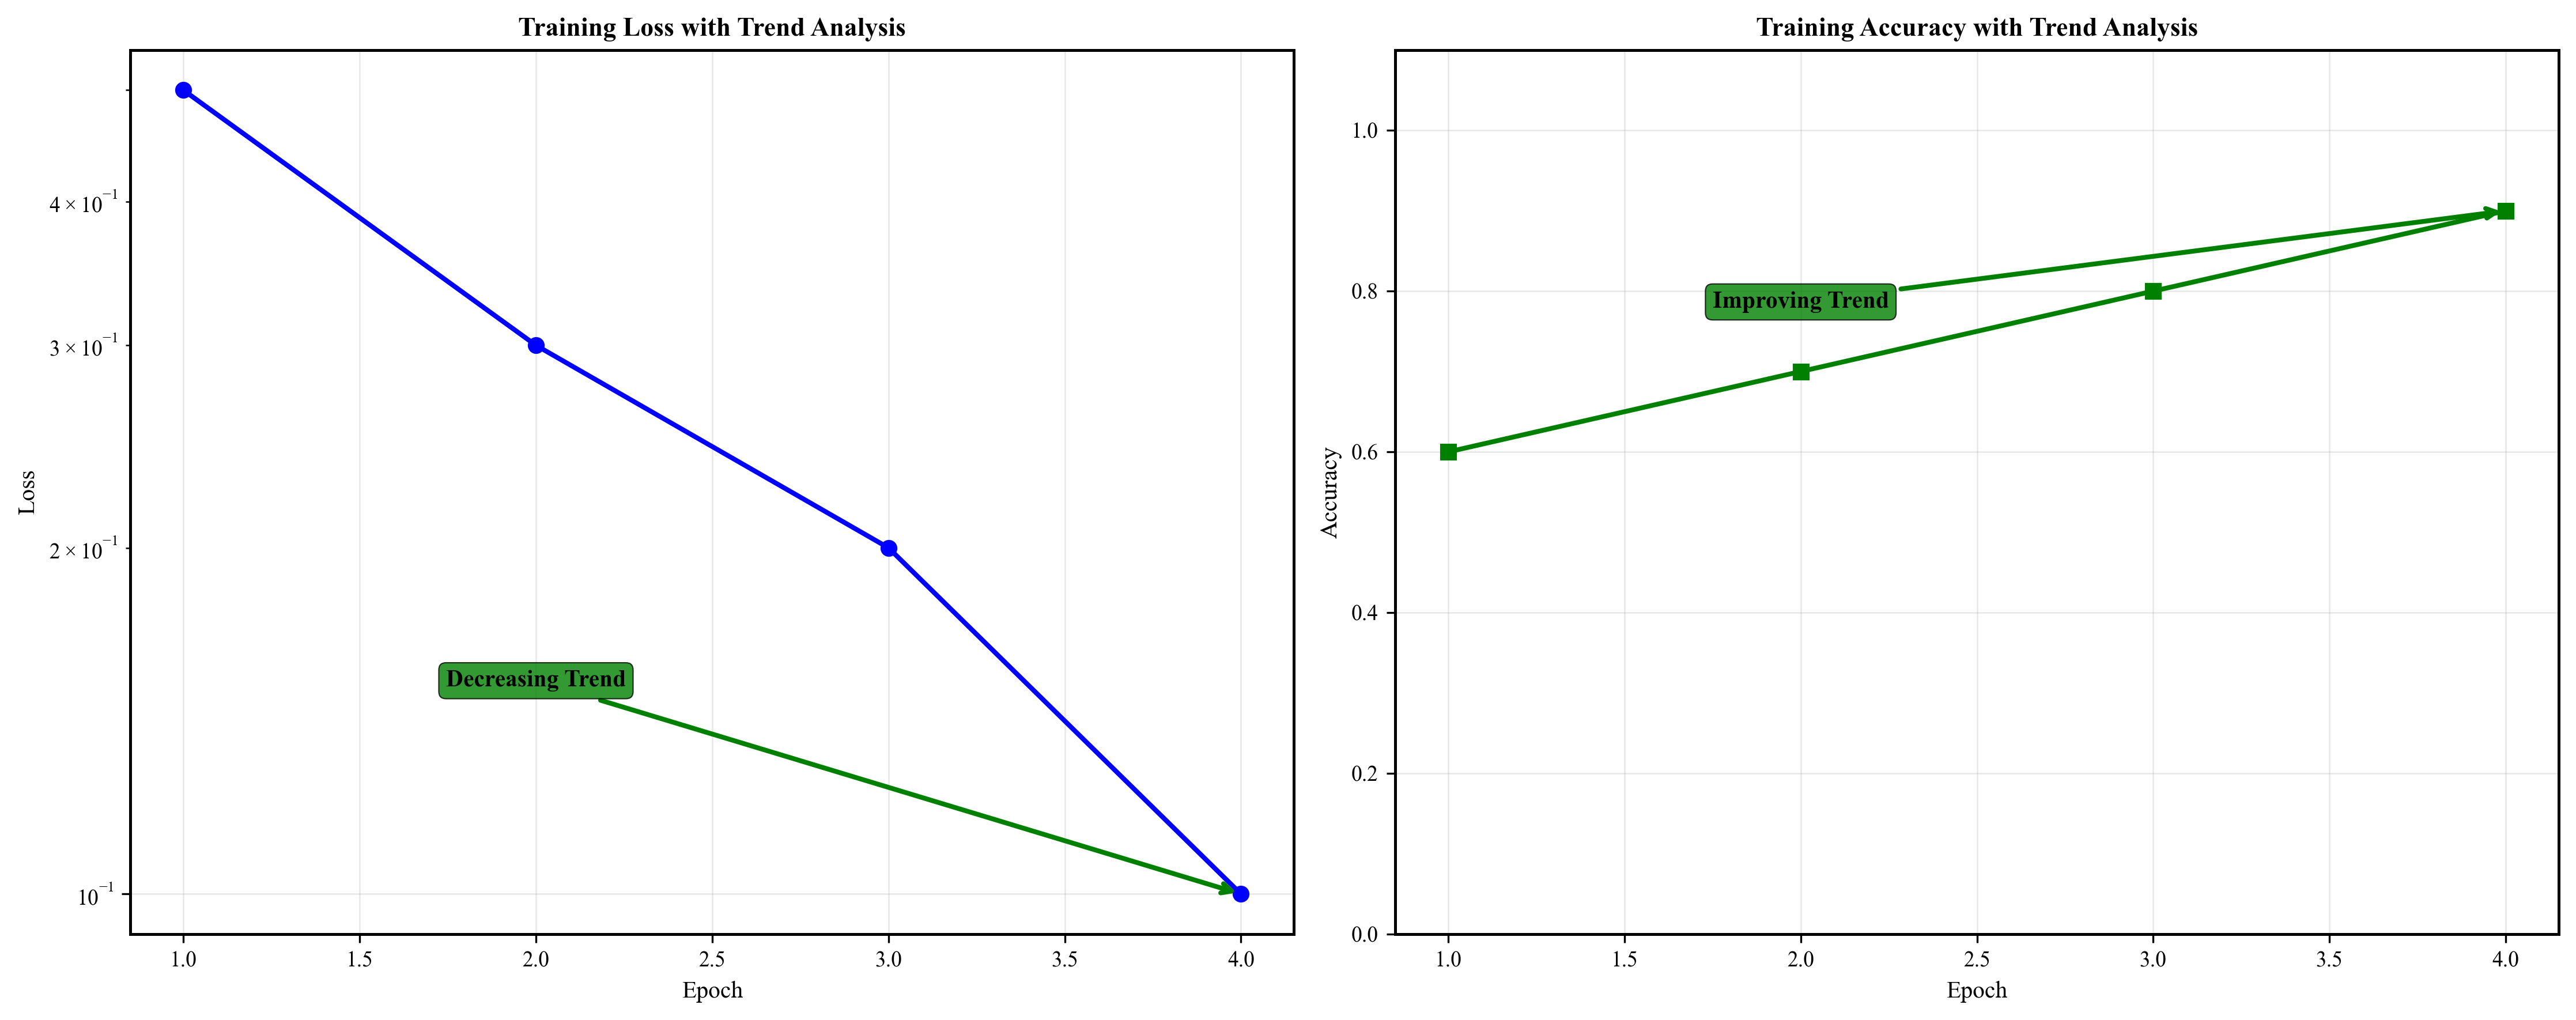 Training Loss with Trend Analysis
Loss
4 × 10⁻¹
3 × 10⁻¹
2 × 10⁻¹
10⁻¹
Decreasing Trend
1.0 1.5 2.0 2.5 3.0 3.5 4.0
Epoch
Training Accuracy with Trend Analysis
Accuracy
1.0
0.8
0.6
0.4
0.2
0.0
Improving Trend
1.0 1.5 2.0 2.5 3.0 3.5 4.0
Epoch